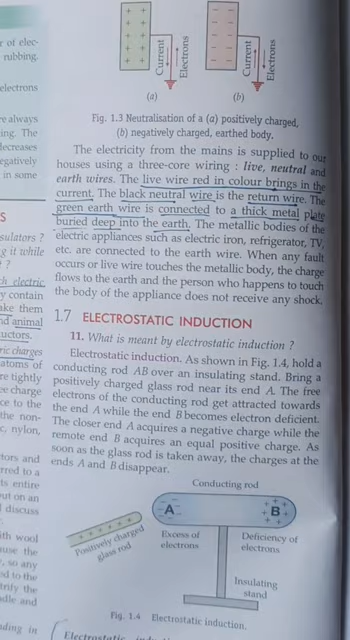 r of elec-
rubbing.
electrons
e always
ing. The
decreases
egatively
in some
S
sulators ?
g it while
? 
ch electric
y contain
ake them
nd animal
uctors.
ric charges
atoms of
re tightly
ee charge
ce to the
the non-
c, nylon,
tors and
rred to a
ts entire
out on an
discuss
ith wool
ause the
, so any
ed to the
trify the
dle and
uding in
+ + + + + + + +
Current
Electrons
(a)
– – – – – – – –
Current
Electrons
(b)
Fig. 1.3 Neutralisation of a (a) positively charged,
(b) negatively charged, earthed body.
The electricity from the mains is supplied to our
houses using a three-core wiring : live, neutral and
earth wires. The live wire red in colour brings in the
current. The black neutral wire is the return wire. The
green earth wire is connected to a thick metal plate
buried deep into the earth. The metallic bodies of the
electric appliances such as electric iron, refrigerator, TV,
etc. are connected to the earth wire. When any fault
occurs or live wire touches the metallic body, the charge
flows to the earth and the person who happens to touch
the body of the appliance does not receive any shock.
1.7 ELECTROSTATIC INDUCTION
11. What is meant by electrostatic induction ?
Electrostatic induction. As shown in Fig. 1.4, hold a
conducting rod AB over an insulating stand. Bring a
positively charged glass rod near its end A. The free
electrons of the conducting rod get attracted towards
the end A while the end B becomes electron deficient.
The closer end A acquires a negative charge while the
remote end B acquires an equal positive charge. As
soon as the glass rod is taken away, the charges at the
ends A and B disappear.
Conducting rod
A
B
Positively charged
glass rod
Excess of
electrons
Deficiency of
electrons
Insulating
stand
Fig. 1.4 Electrostatic induction.
Electrostatic